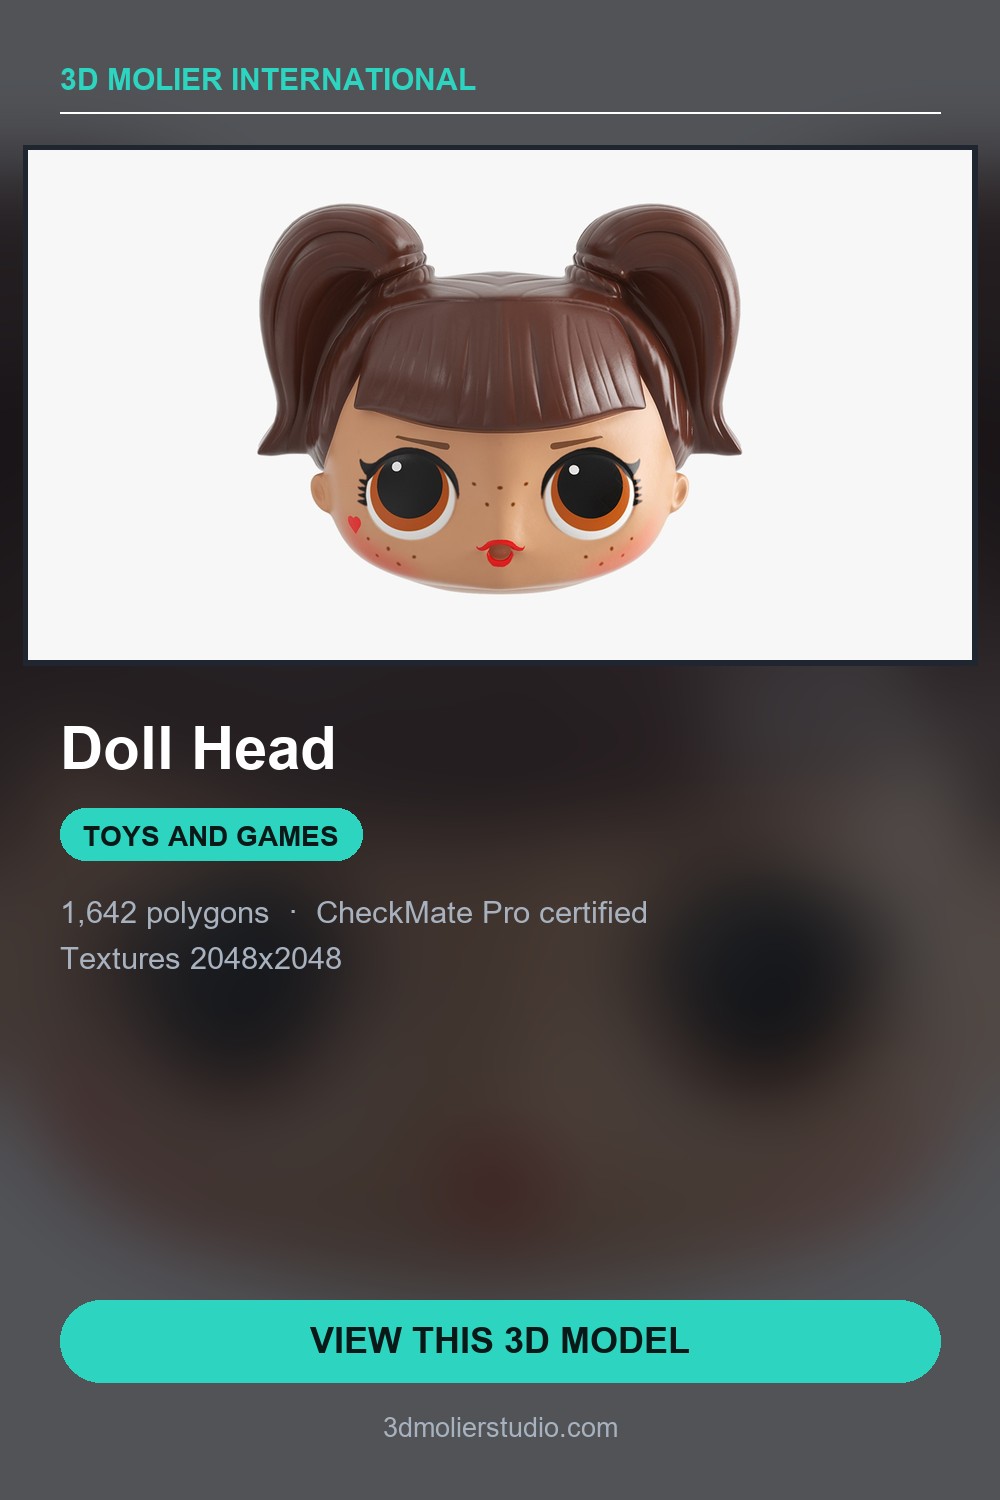 3D MOLIER INTERNATIONAL
Doll Head
TOYS AND GAMES
1,642 polygons · CheckMate Pro certified
Textures 2048x2048
VIEW THIS 3D MODEL
3dmolierstudio.com